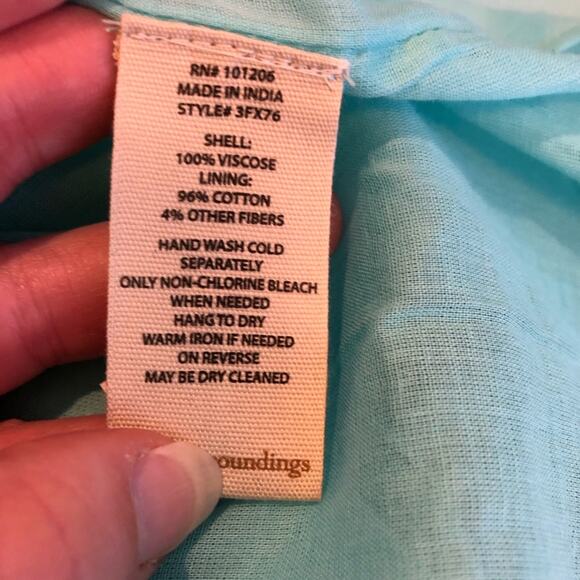 RN# 101206
MADE IN INDIA
STYLE# 3FX76
SHELL:
100% VISCOSE
LINING:
96% COTTON
4% OTHER FIBERS
HAND WASH COLD
SEPARATELY
ONLY NON-CHLORINE BLEACH
WHEN NEEDED
HANG TO DRY
WARM IRON IF NEEDED
ON REVERSE
MAY BE DRY CLEANED
oundings